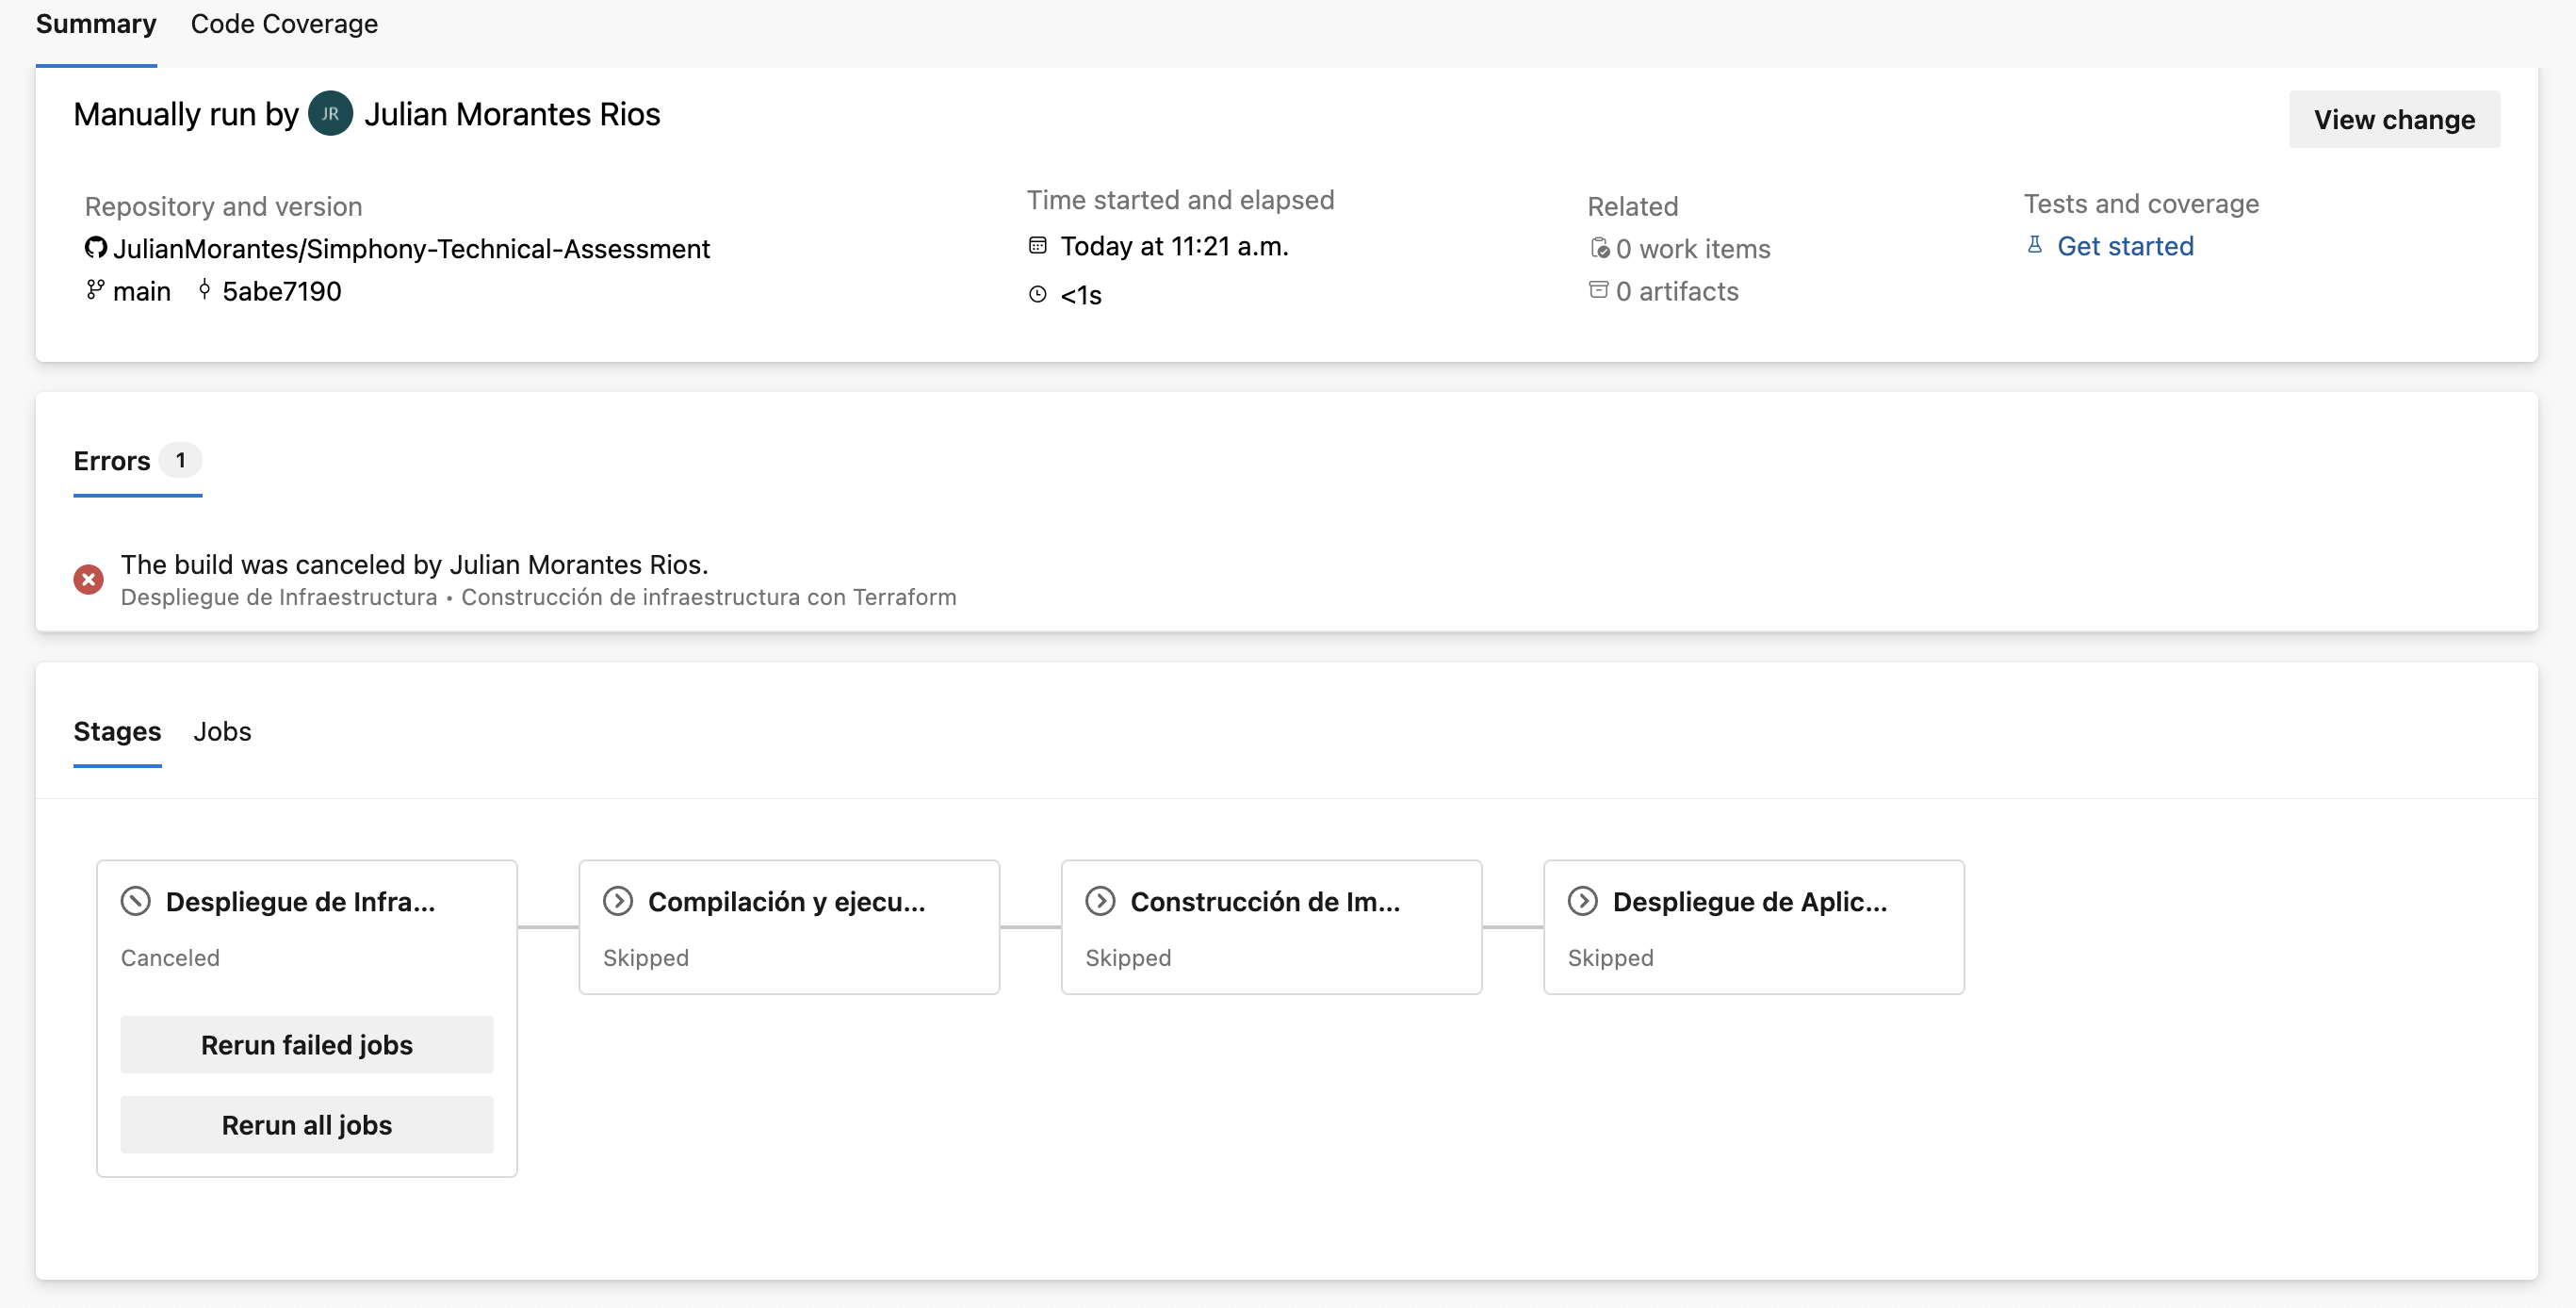 Summary Code Coverage
Manually run by JR Julian Morantes Rios
View change
Repository and version
JulianMorantes/Simphony-Technical-Assessment
main 5abe7190
Time started and elapsed
Today at 11:21 a.m.
<1s
Related
0 work items
0 artifacts
Tests and coverage
Get started
Errors 1
The build was canceled by Julian Morantes Rios.
Despliegue de Infraestructura • Construcción de infraestructura con Terraform
Stages Jobs
Despliegue de Infra...
Canceled
Rerun failed jobs
Rerun all jobs
Compilación y ejecu...
Skipped
Construcción de Im...
Skipped
Despliegue de Aplic...
Skipped